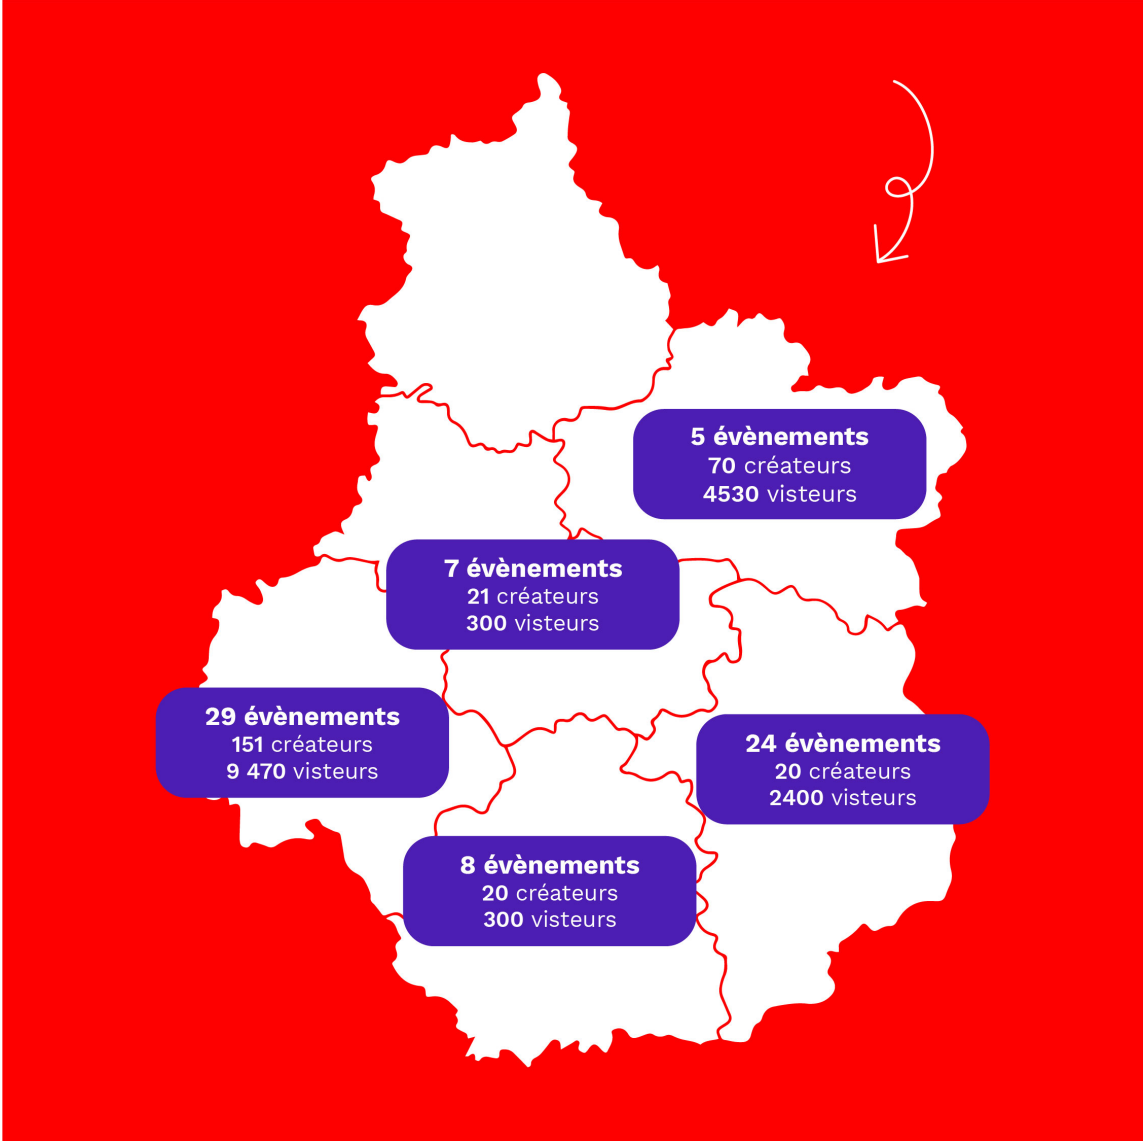 5 évènements
70 créateurs
4530 visteurs
7 évènements
21 créateurs
300 visteurs
29 évènements
151 créateurs
9 470 visteurs
24 évènements
20 créateurs
2400 visteurs
8 évènements
20 créateurs
300 visteurs